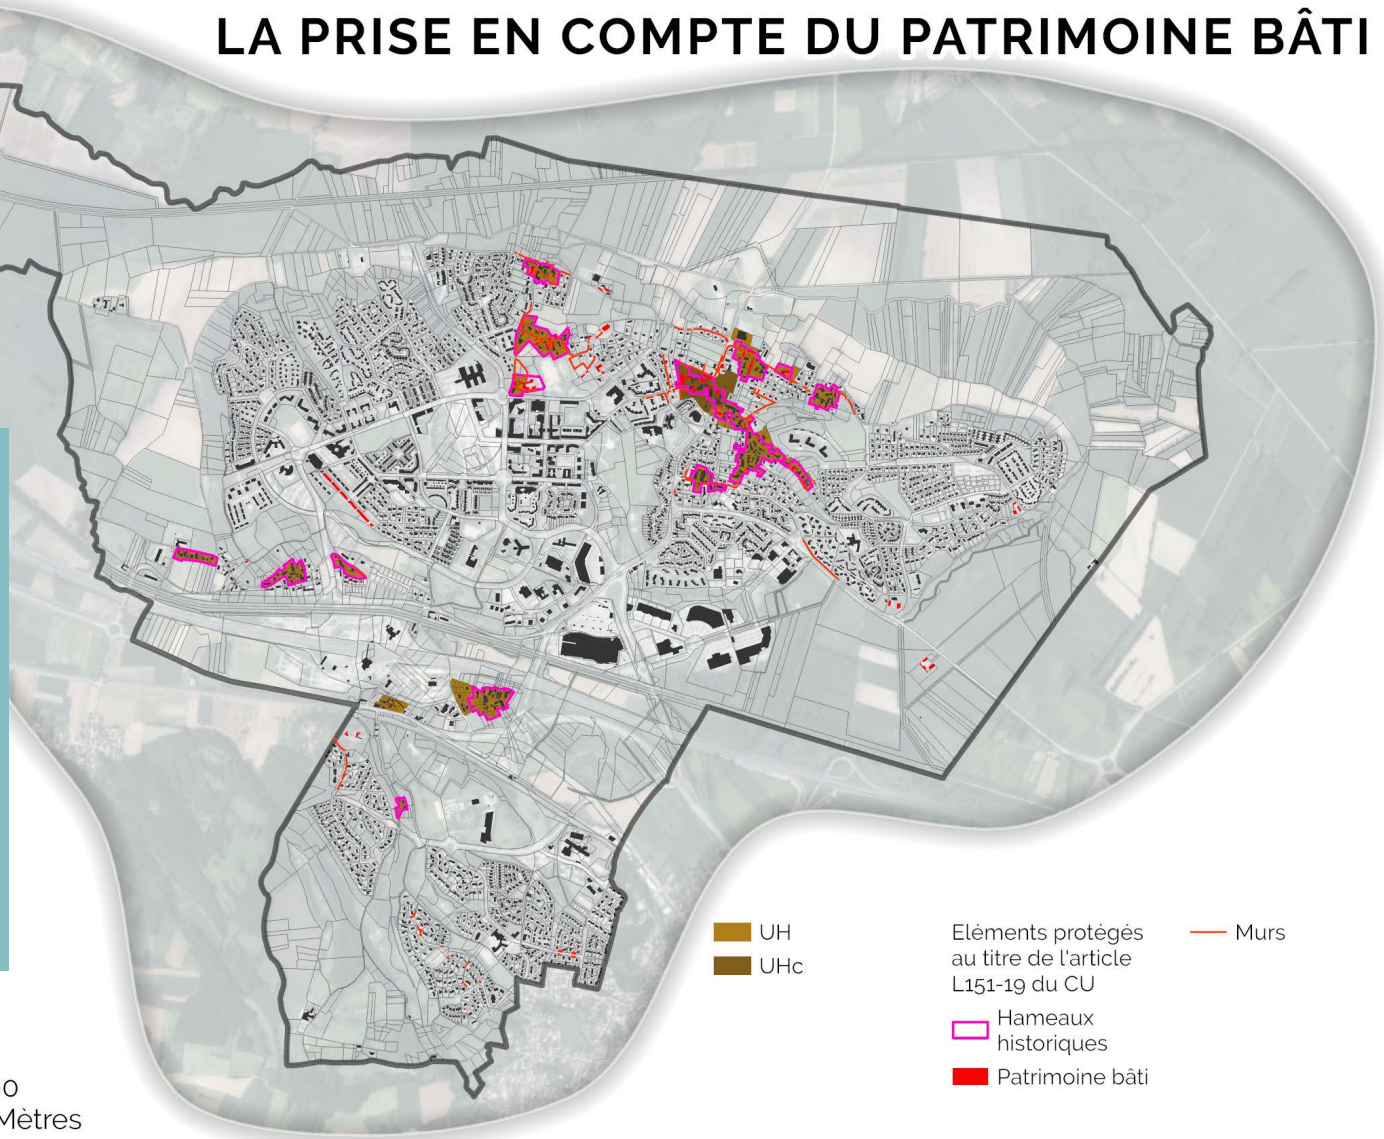 LA PRISE EN COMPTE DU PATRIMOINE BÂTI
UH
UHc
Eléments protégés
au titre de l'article
L151-19 du CU
Hameaux
historiques
Patrimoine bâti
Murs
0
Mètres